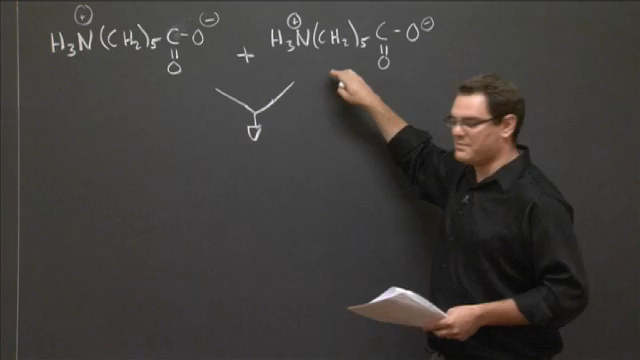 H₃N⊕(CH₂)₅C-O⊖ + H₃N⊕(CH₂)₅C-O⊖
‖ ‖
O O